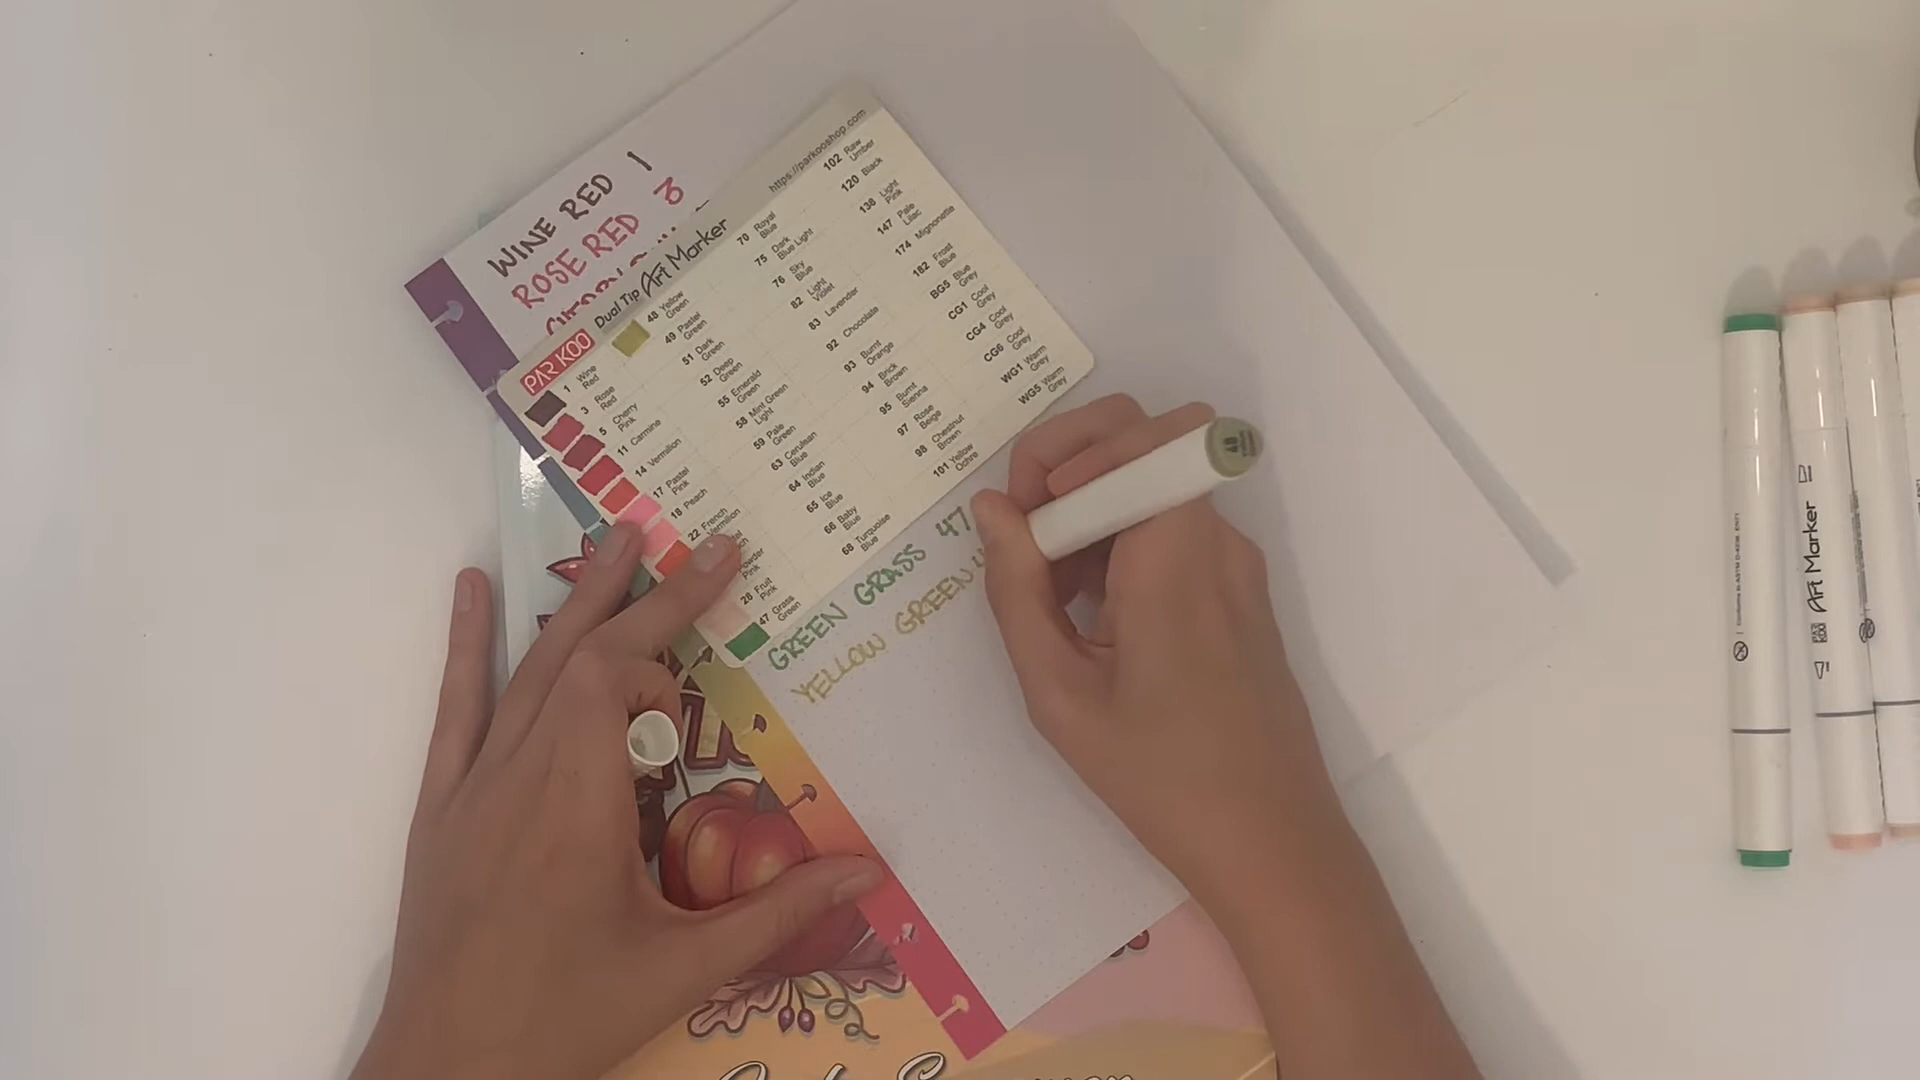 WINE RED 1
ROSE RED 3
PARKOO Dual Tip Art Marker
https://parkooshop.com
1 Wine Red
3 Rose Red
5 Cherry Pink
11 Carmine
14 Vermilion
17 Pastel Pink
18 Peach
22 French Vermilion
Pink
28 Fruit Pink
47 Grass Green
48 Yellow Green
49 Pastel Green
51 Dark Green
52 Deep Green
55 Emerald Green
58 Mint Green Light
59 Pale Green
63 Cerulean Blue
64 Indian Blue
65 Ice Blue
66 Baby Blue
68 Turquoise Blue
70 Royal Blue
75 Dark Blue Light
76 Sky Blue
82 Light Violet
83 Lavender
92 Chocolate
93 Burnt Orange
94 Brick Brown
95 Burnt Sienna
97 Rose Beige
98 Chestnut Brown
101 Yellow Ochre
102 Raw Umber
120 Black
138 Light Pink
147 Pale Lilac
174 Mignonette
182 Frost Blue
BG5 Blue Grey
CG1 Cool Grey
CG4 Cool Grey
CG6 Cool Grey
WG1 Warm Grey
WG5 Warm Grey
GREEN GRASS 47
YELLOW GREEN 4
48
Art Marker